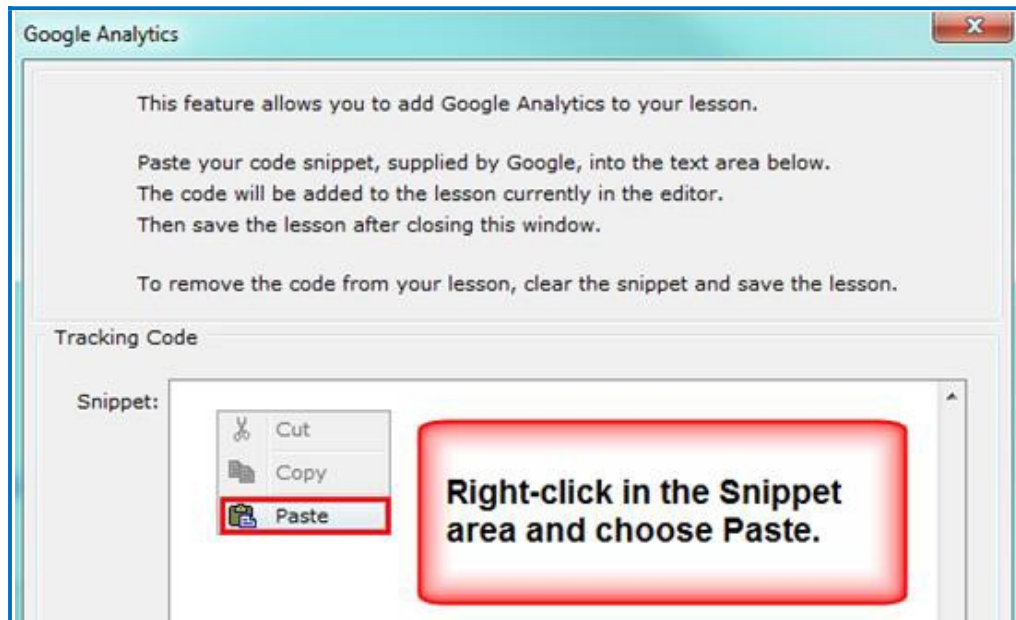 Google Analytics
This feature allows you to add Google Analytics to your lesson.
Paste your code snippet, supplied by Google, into the text area below.
The code will be added to the lesson currently in the editor.
Then save the lesson after closing this window.
To remove the code from your lesson, clear the snippet and save the lesson.
Tracking Code
Snippet:
Cut
Copy
Paste
Right-click in the Snippet
area and choose Paste.